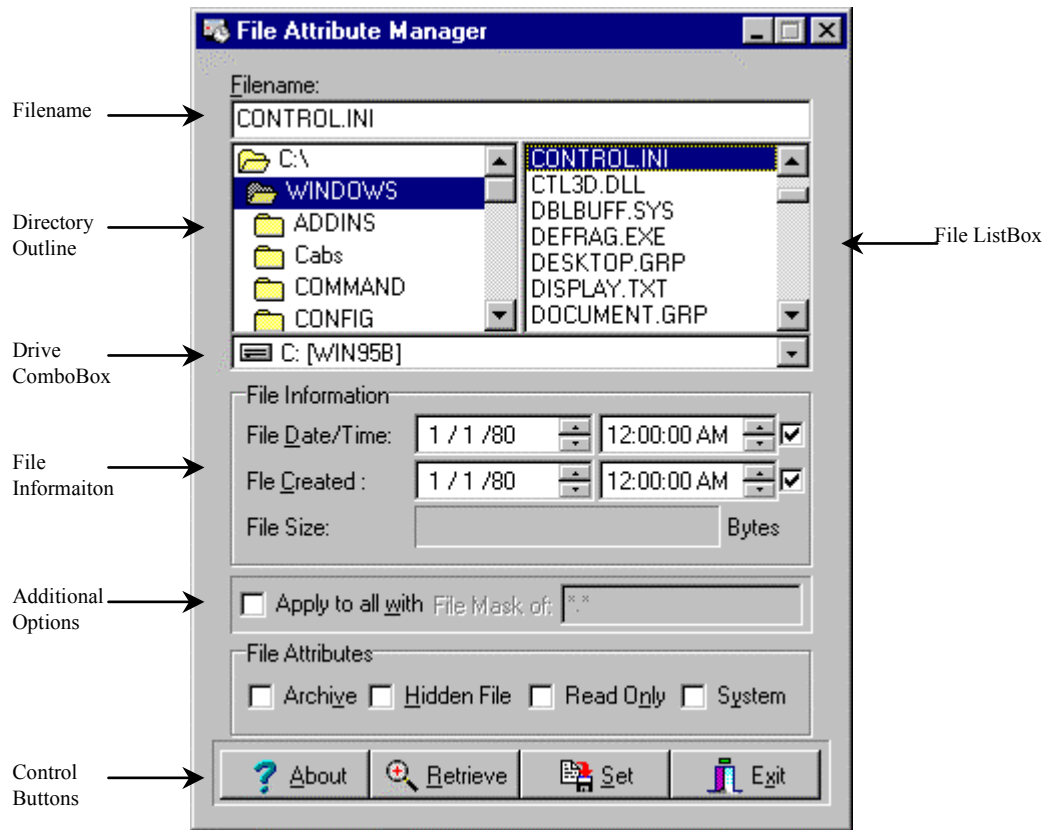 File Attribute Manager
Filename:
Filename
CONTROL.INI
C:\
WINDOWS
ADDINS
Cabs
COMMAND
CONFIG
CONTROL.INI
CTL3D.DLL
DBLBUFF.SYS
DEFRAG.EXE
DESKTOP.GRP
DISPLAY.TXT
DOCUMENT.GRP
Directory
Outline
File ListBox
Drive
ComboBox
C: [WIN95B]
File Information
File Date/Time: 1 / 1 /80 12:00:00 AM
Fle Created : 1 / 1 /80 12:00:00 AM
File Size: Bytes
File
Informaiton
Additional
Options
Apply to all with File Mask of: *.*
File Attributes
Archive Hidden File Read Only System
Control
Buttons
? About Retrieve Set Exit